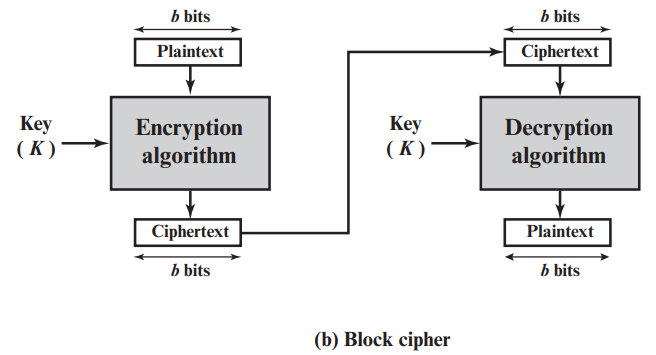 b bits
Plaintext
Key
( K )
Encryption
algorithm
Ciphertext
b bits
b bits
Ciphertext
Key
( K )
Decryption
algorithm
Plaintext
b bits
(b) Block cipher